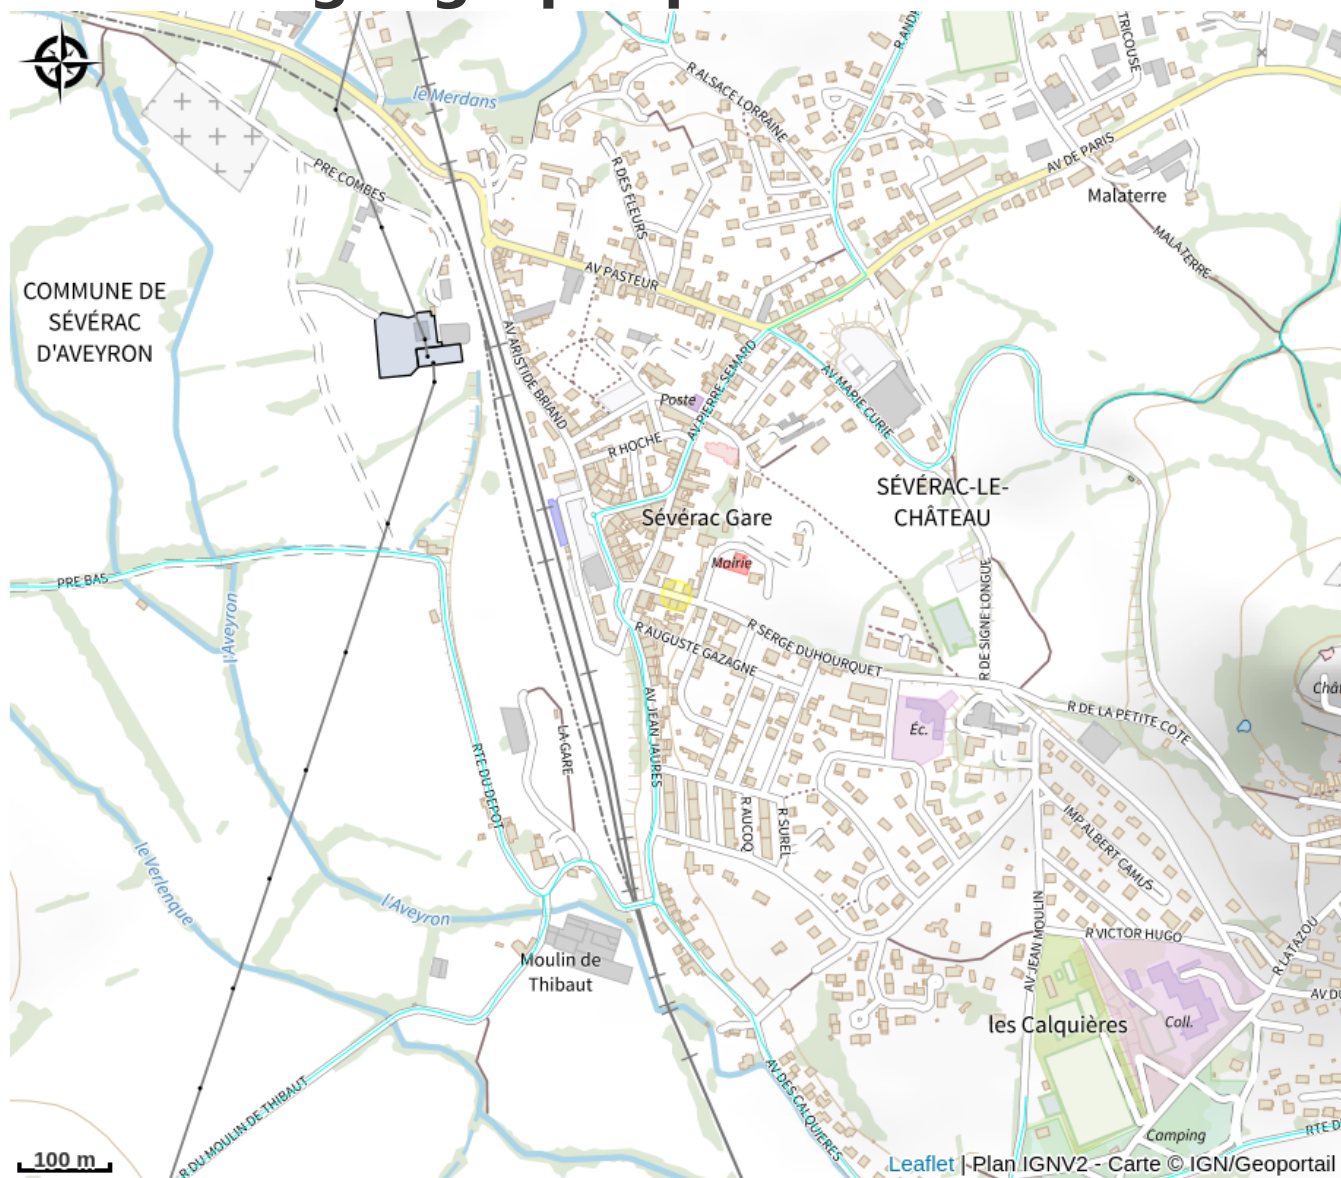 le Merdans
R ALSACE LORRAINE
R ANDR
TRICOUSE
AV DE PARIS
Malaterre
MALATERRE
PRE COMBES
R DES FLEURS
AV PASTEUR
COMMUNE DE
SÉVÉRAC
D'AVEYRON
AV ARISTIDE BRIAND
AV PIERRE SEMARD
AV MARIE CURIE
Poste
R HOCHE
SÉVÉRAC-LE-
CHÂTEAU
Sévérac Gare
Mairie
PRE BAS
l'Aveyron
R AUGUSTE GAZAGNE
R SERGE DUHOURQUET
R DE SIGNE LONGUE
Chât
R DE LA PETITE COTE
Éc.
AV JEAN JAURES
LA GARE
RTE DU DEPOT
R AUCOQ
R SUREL
IMP ALBERT CAMUS
le Verlenque
l'Aveyron
AV JEAN MOULIN
R VICTOR HUGO
R LATAZOU
Moulin de
Thibaut
AV DU
les Calquières
Coll.
R DU MOULIN DE THIBAUT
AV DES CALQUIERES
Camping
RTE D
100 m
Leaflet | Plan IGNV2 - Carte © IGN/Geoportail